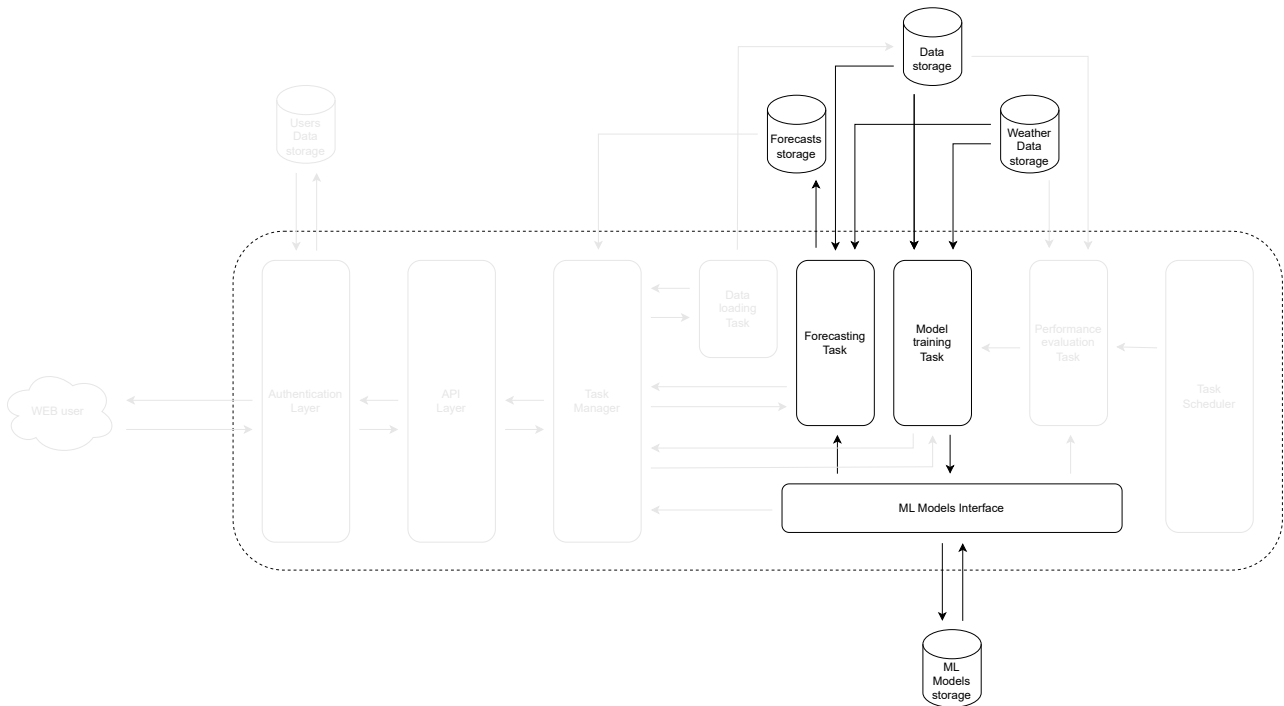 Data
storage
Users
Data
storage
Forecasts
storage
Weather
Data
storage
Data
loading
Task
Forecasting
Task
Model
training
Task
Performance
evaluation
Task
WEB user
Authentication
Layer
API
Layer
Task
Manager
Task
Scheduler
ML Models Interface
ML
Models
storage